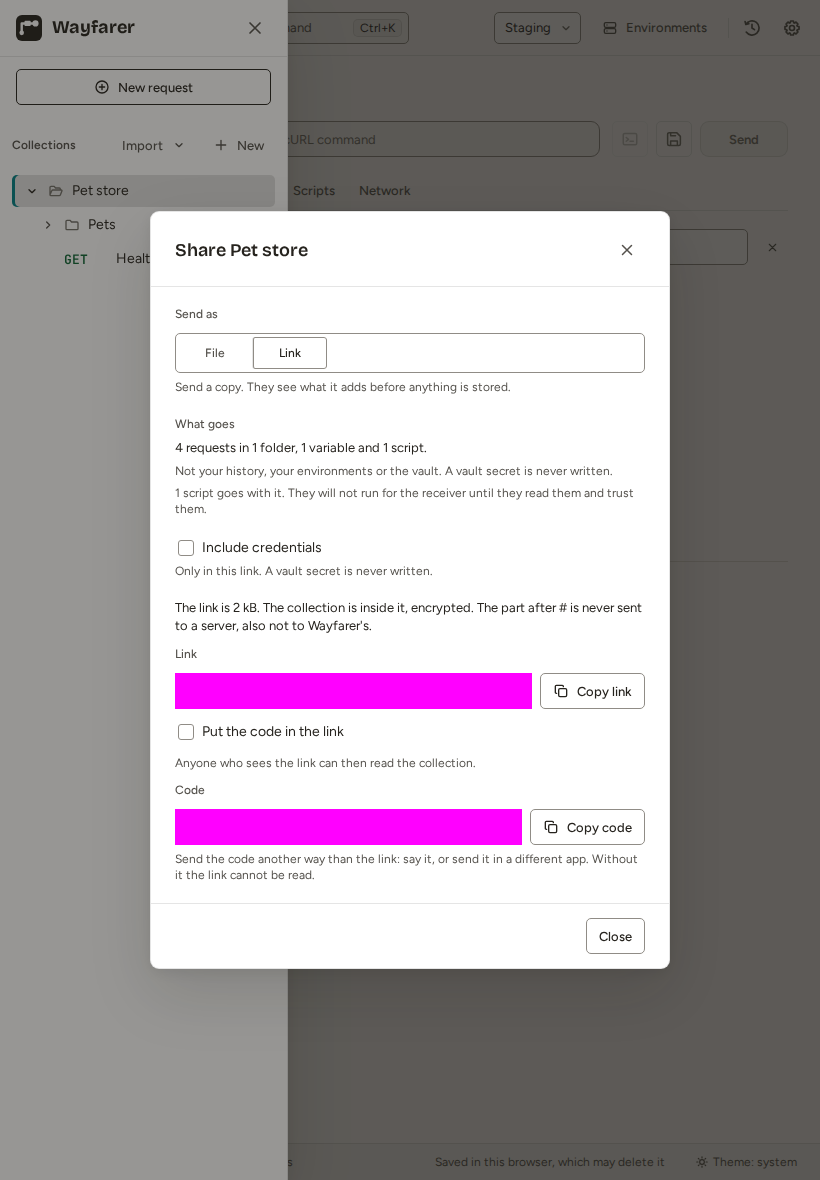 Wayfarer
Ctrl+K
Staging
Environments
New request
Collections
Import
New
cURL command
Send
Pet store
Scripts
Network
Pets
GET
Share Pet store
Send as
File
Link
Send a copy. They see what it adds before anything is stored.
What goes
4 requests in 1 folder, 1 variable and 1 script.
Not your history, your environments or the vault. A vault secret is never written.
1 script goes with it. They will not run for the receiver until they read them and trust
them.
Include credentials
Only in this link. A vault secret is never written.
The link is 2 kB. The collection is inside it, encrypted. The part after # is never sent
to a server, also not to Wayfarer's.
Link
Copy link
Put the code in the link
Anyone who sees the link can then read the collection.
Code
Copy code
Send the code another way than the link: say it, or send it in a different app. Without
it the link cannot be read.
Close
Saved in this browser, which may delete it
Theme: system